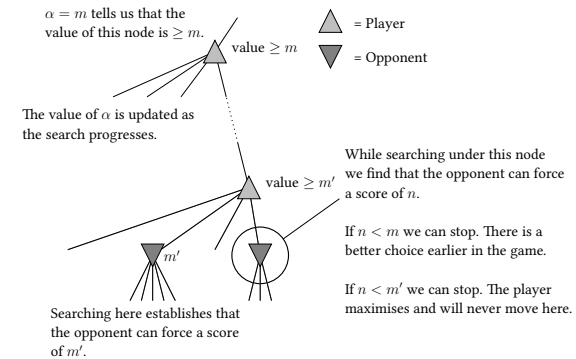 α = m tells us that the
value of this node is ≥ m.
value ≥ m
= Player
= Opponent
The value of α is updated as
the search progresses.
value ≥ m′
While searching under this node
we find that the opponent can force
a score of n.
If n < m we can stop. There is a
better choice earlier in the game.
If n < m′ we can stop. The player
maximises and will never move here.
m′
Searching here establishes that
the opponent can force a score
of m′.